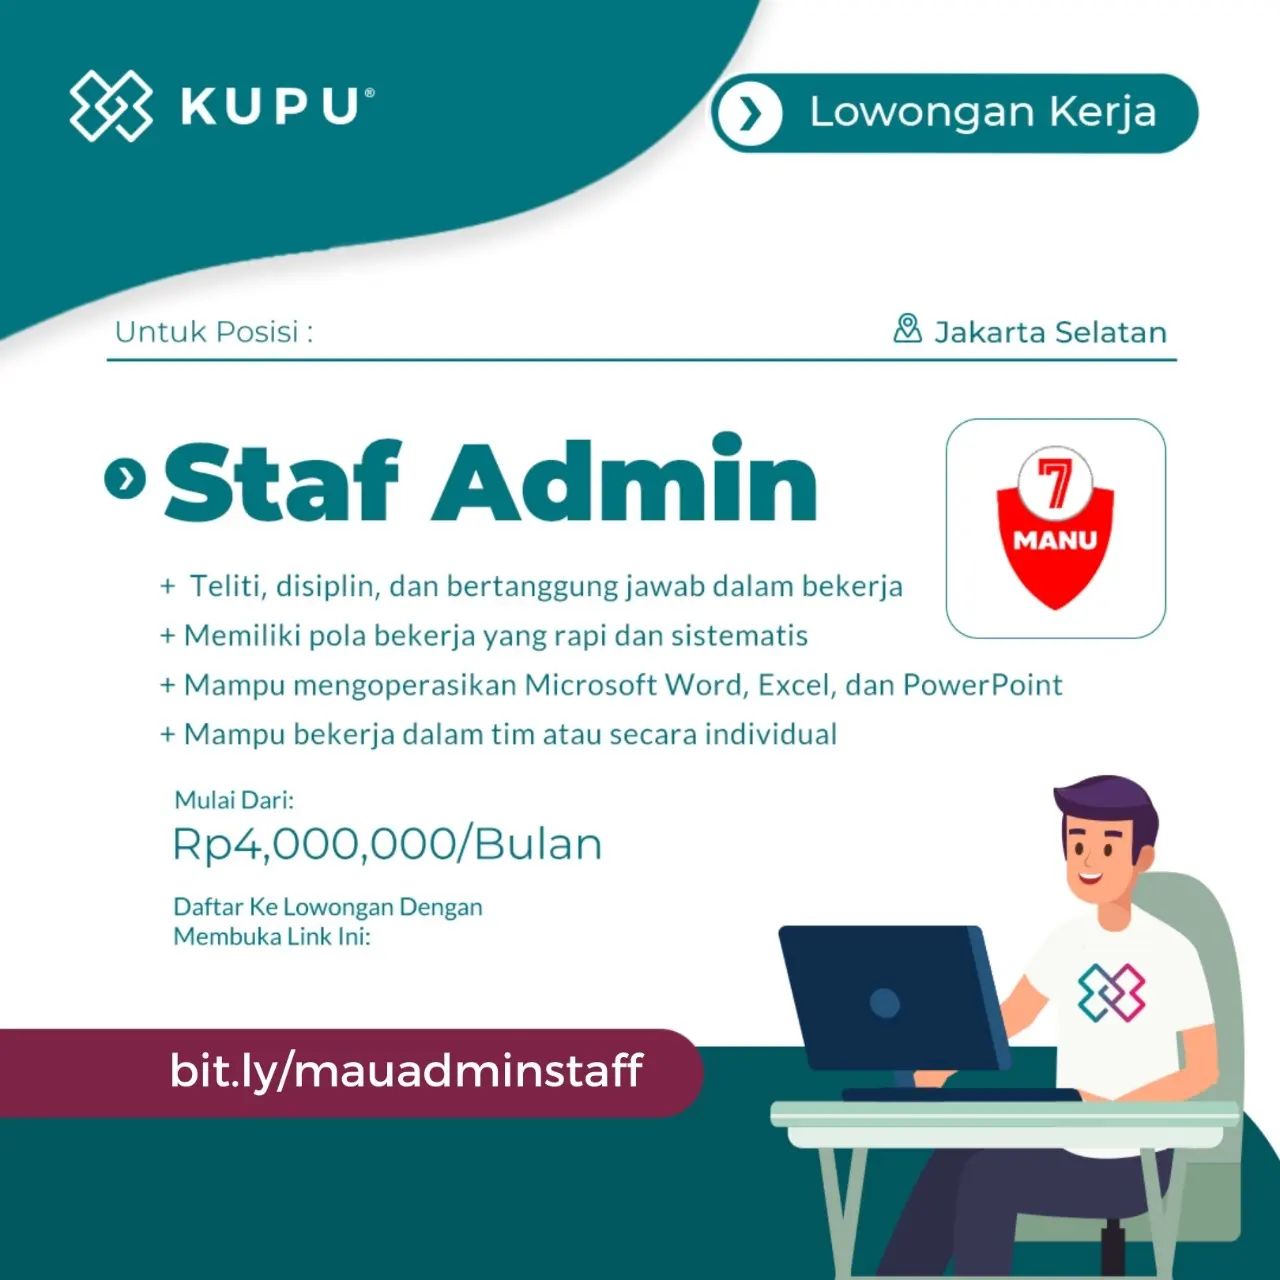 KUPU®
Lowongan Kerja
Untuk Posisi :
Jakarta Selatan
Staf Admin
7
MANU
+ Teliti, disiplin, dan bertanggung jawab dalam bekerja
+ Memiliki pola bekerja yang rapi dan sistematis
+ Mampu mengoperasikan Microsoft Word, Excel, dan PowerPoint
+ Mampu bekerja dalam tim atau secara individual
Mulai Dari:
Rp4,000,000/Bulan
Daftar Ke Lowongan Dengan
Membuka Link Ini:
bit.ly/mauadminstaff